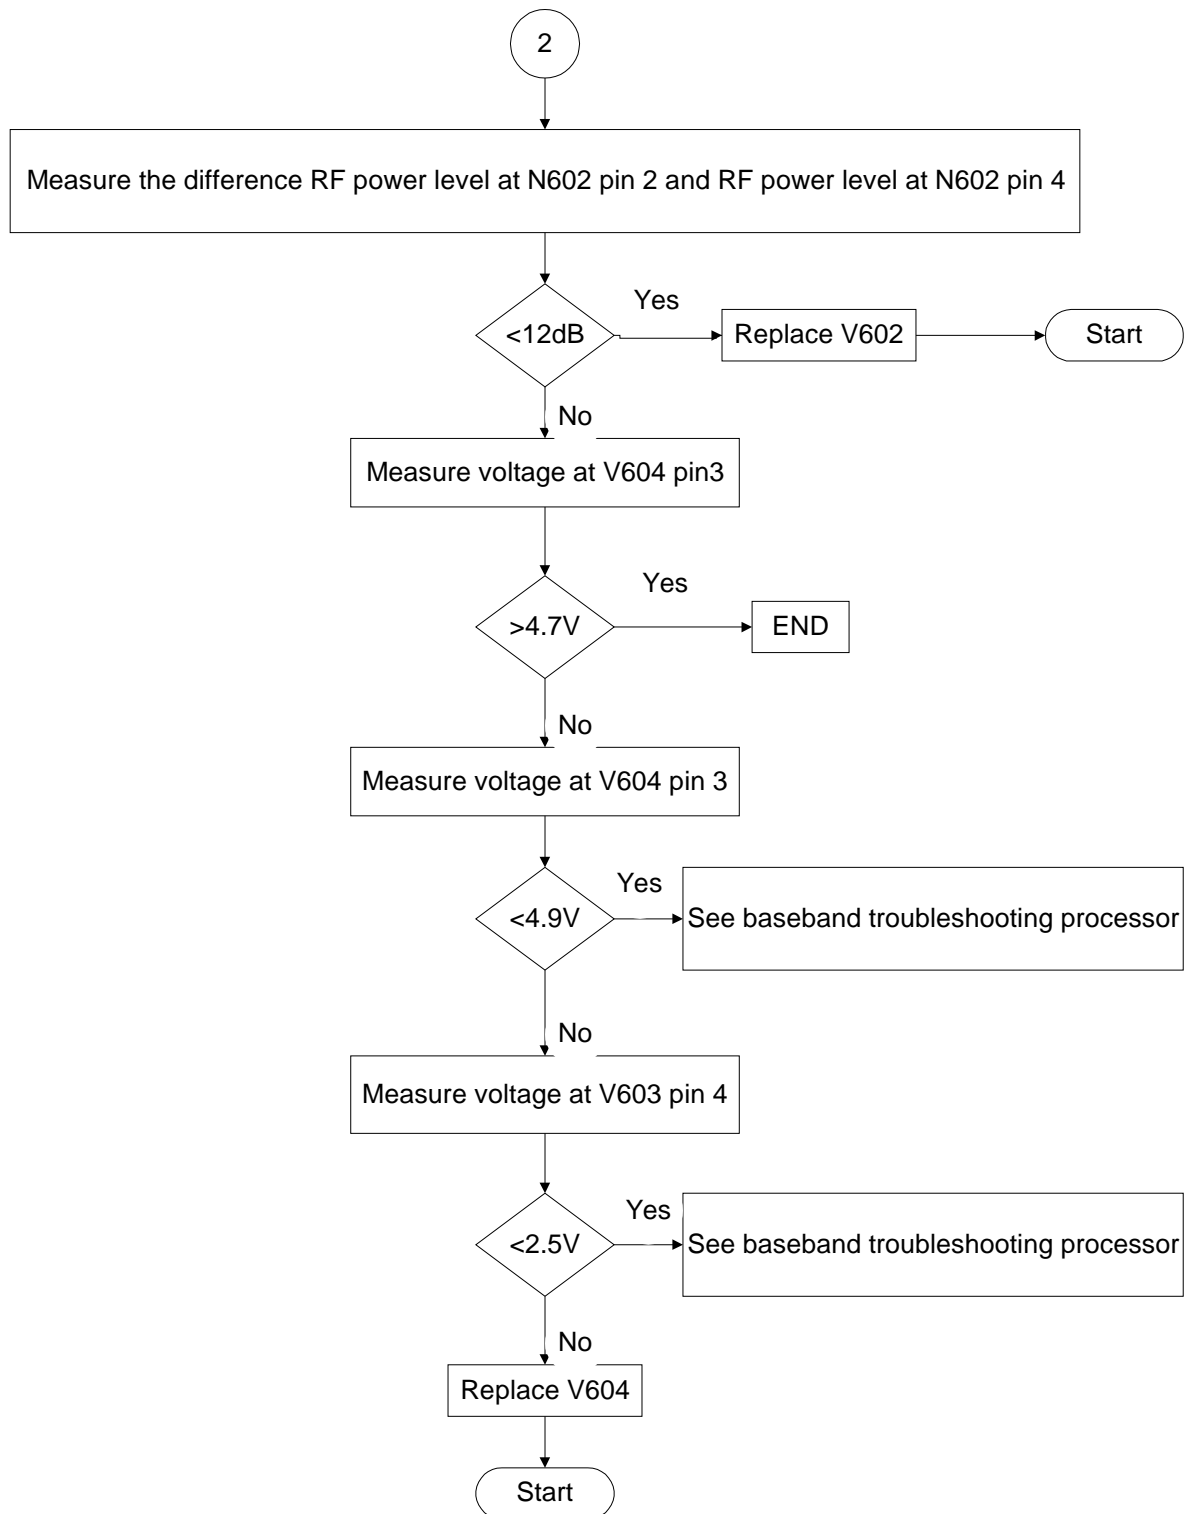 2
Measure the difference RF power level at N602 pin 2 and RF power level at N602 pin 4
Yes
<12dB
Replace V602
Start
No
Measure voltage at V604 pin3
Yes
>4.7V
END
No
Measure voltage at V604 pin 3
Yes
<4.9V
See baseband troubleshooting processor
No
Measure voltage at V603 pin 4
Yes
<2.5V
See baseband troubleshooting processor
No
Replace V604
Start